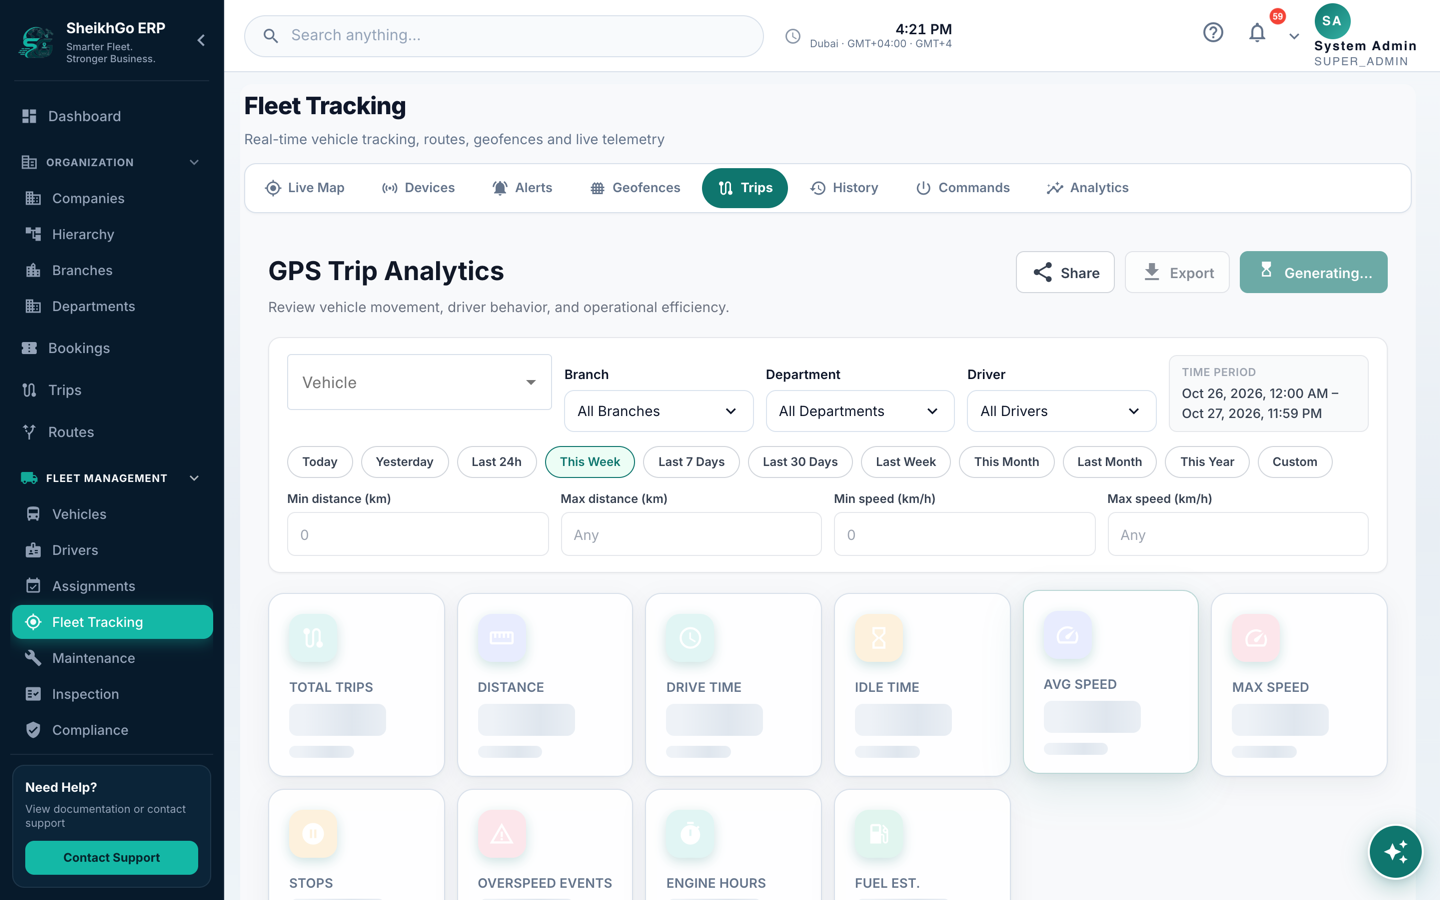 SheikhGo ERP
Smarter Fleet.
Stronger Business.
Dashboard
ORGANIZATION
Companies
Hierarchy
Branches
Departments
Bookings
Trips
Routes
FLEET MANAGEMENT
Vehicles
Drivers
Assignments
Fleet Tracking
Maintenance
Inspection
Compliance
Need Help?
View documentation or contact
support
Contact Support
Search anything...
4:21 PM
Dubai · GMT+04:00 · GMT+4
59
SA
System Admin
SUPER_ADMIN
Fleet Tracking
Real-time vehicle tracking, routes, geofences and live telemetry
Live Map
Devices
Alerts
Geofences
Trips
History
Commands
Analytics
GPS Trip Analytics
Review vehicle movement, driver behavior, and operational efficiency.
Share
Export
Generating...
Vehicle
Branch
All Branches
Department
All Departments
Driver
All Drivers
TIME PERIOD
Oct 26, 2026, 12:00 AM –
Oct 27, 2026, 11:59 PM
Today
Yesterday
Last 24h
This Week
Last 7 Days
Last 30 Days
Last Week
This Month
Last Month
This Year
Custom
Min distance (km)
0
Max distance (km)
Any
Min speed (km/h)
0
Max speed (km/h)
Any
TOTAL TRIPS
DISTANCE
DRIVE TIME
IDLE TIME
AVG SPEED
MAX SPEED
STOPS
OVERSPEED EVENTS
ENGINE HOURS
FUEL EST.